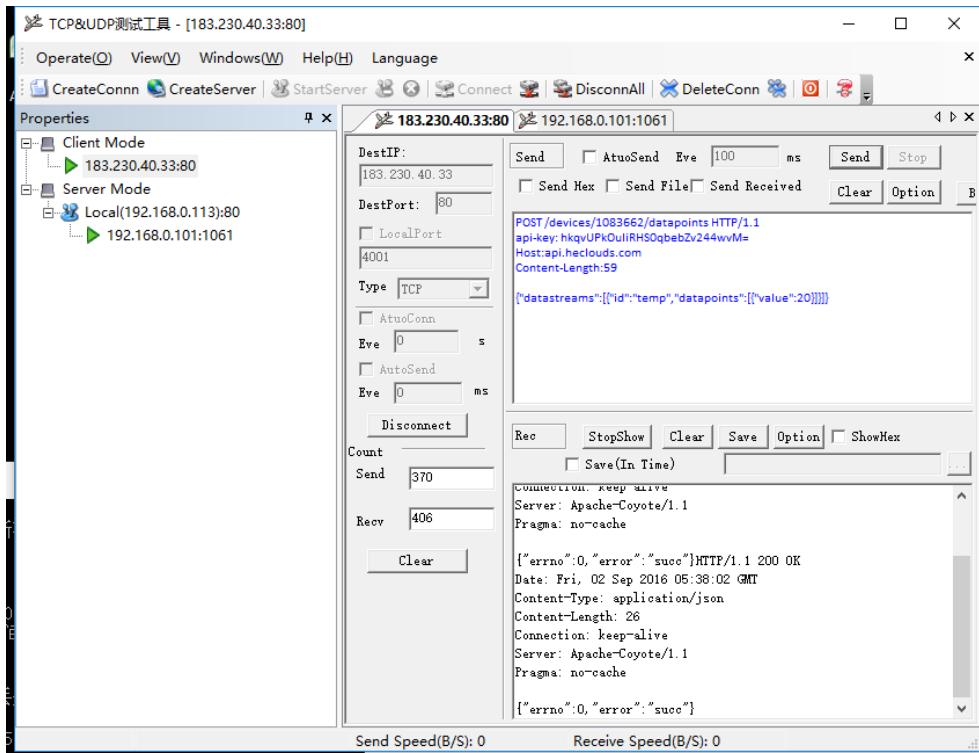 TCP&UDP测试工具 - [183.230.40.33:80]
Operate(O) View(V) Windows(W) Help(H) Language
CreateConnn CreateServer StartServer Connect DisconnAll DeleteConn
Properties
183.230.40.33:80 192.168.0.101:1061
Client Mode
183.230.40.33:80
Server Mode
Local(192.168.0.113):80
192.168.0.101:1061
DestIP:
183.230.40.33
DestPort: 80
LocalPort
4001
Type TCP
AtuoConn
Eve 0 s
AutoSend
Eve 0 ms
Disconnect
Count
Send 370
Recv 406
Clear
Send AtuoSend Eve 100 ms Send Stop
Send Hex Send File Send Received Clear Option B
POST /devices/1083662/datapoints HTTP/1.1
Host:api.heclouds.com
Content-Length:59
{"datastreams":[{"id":"temp","datapoints":[{"value":20}]}]}
Rec StopShow Clear Save Option ShowHex
Save(In Time) ...
Connection: keep-alive
Server: Apache-Coyote/1.1
Pragma: no-cache
{"errno":0,"error":"succ"}HTTP/1.1 200 OK
Date: Fri, 02 Sep 2016 05:38:02 GMT
Content-Type: application/json
Content-Length: 26
Connection: keep-alive
Server: Apache-Coyote/1.1
Pragma: no-cache
{"errno":0,"error":"succ"}
Send Speed(B/S): 0 Receive Speed(B/S): 0